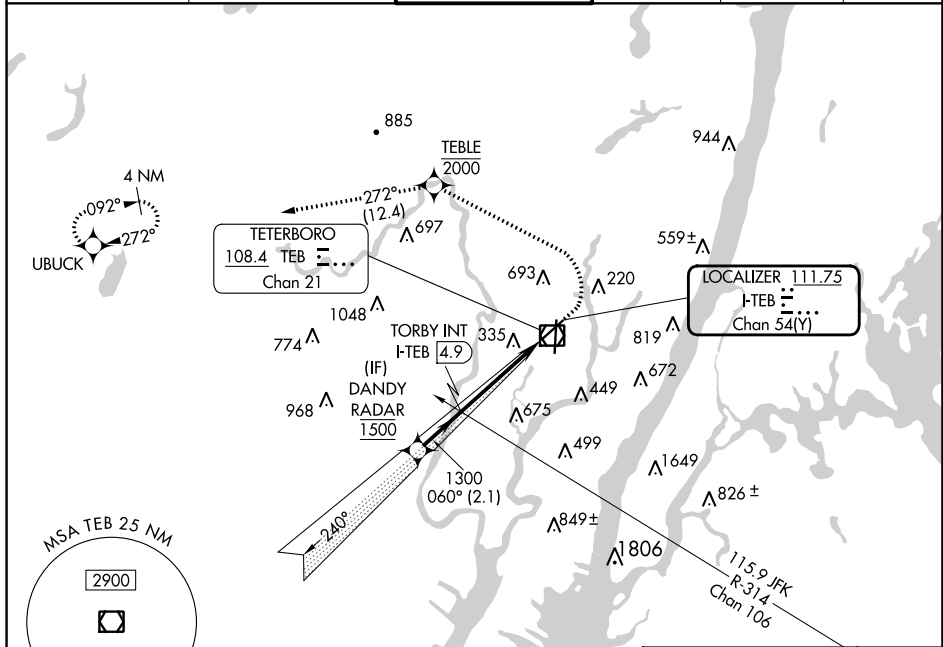 885
944
TEBLE
2000
4 NM
092°
272°
UBUCK
272°
(12.4)
697
559±
TETERBORO
108.4 TEB
Chan 21
693
220
LOCALIZER 111.75
I-TEB
Chan 54(Y)
1048
774
TORBY INT
I-TEB 4.9
335
819
(IF)
DANDY
RADAR
1500
968
672
449
675
499
1300
060° (2.1)
1649
826 ±
240°
849±
1806
MSA TEB 25 NM
2900
115.9 JFK
R-314
Chan 106